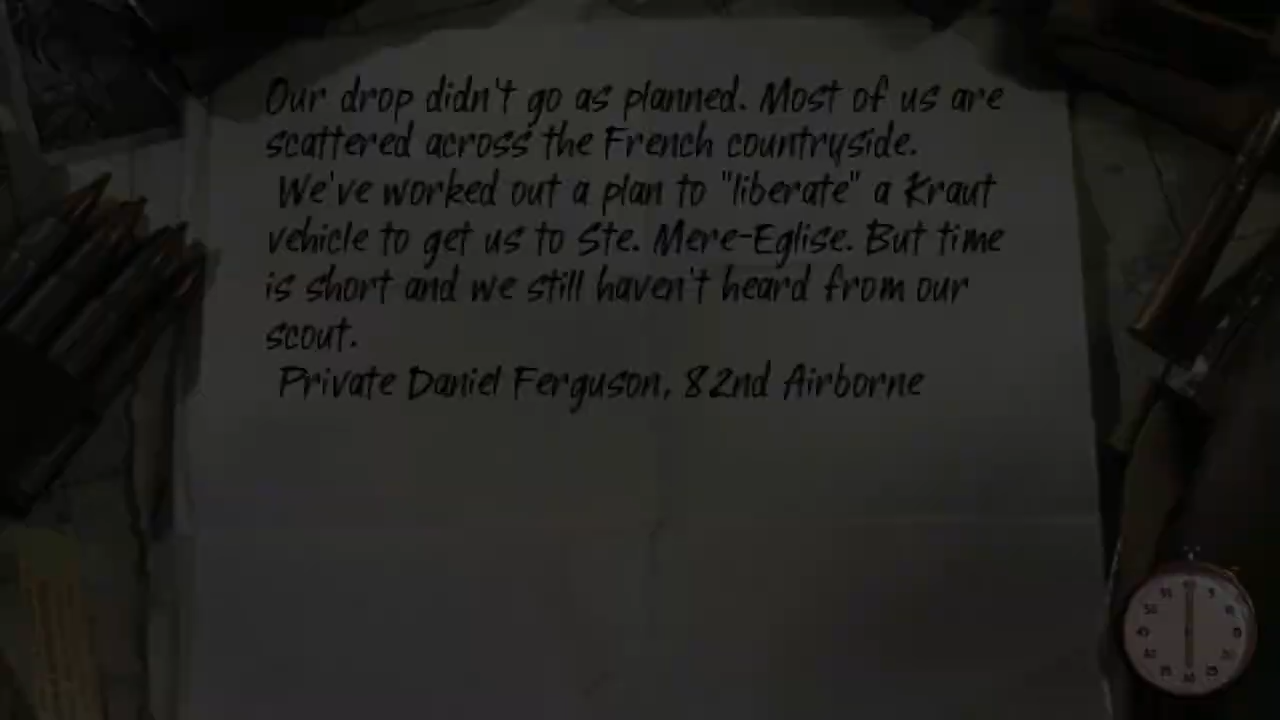 Our drop didn't go as planned. Most of us are
scattered across the French countryside.
We've worked out a plan to "liberate" a Kraut
vehicle to get us to Ste. Mere-Eglise. But time
is short and we still haven't heard from our
scout.
Private Daniel Ferguson, 82nd Airborne